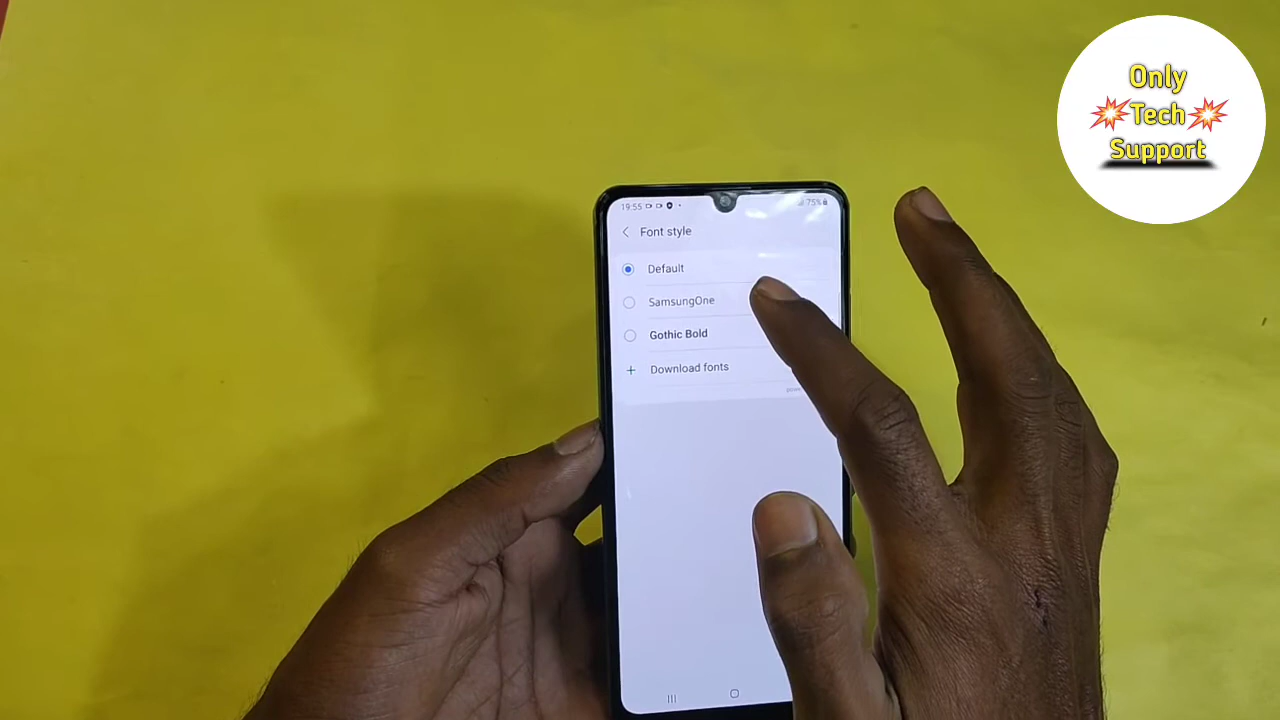 Only
Tech
Support
19:55
75%
Font style
Default
SamsungOne
Gothic Bold
Download fonts